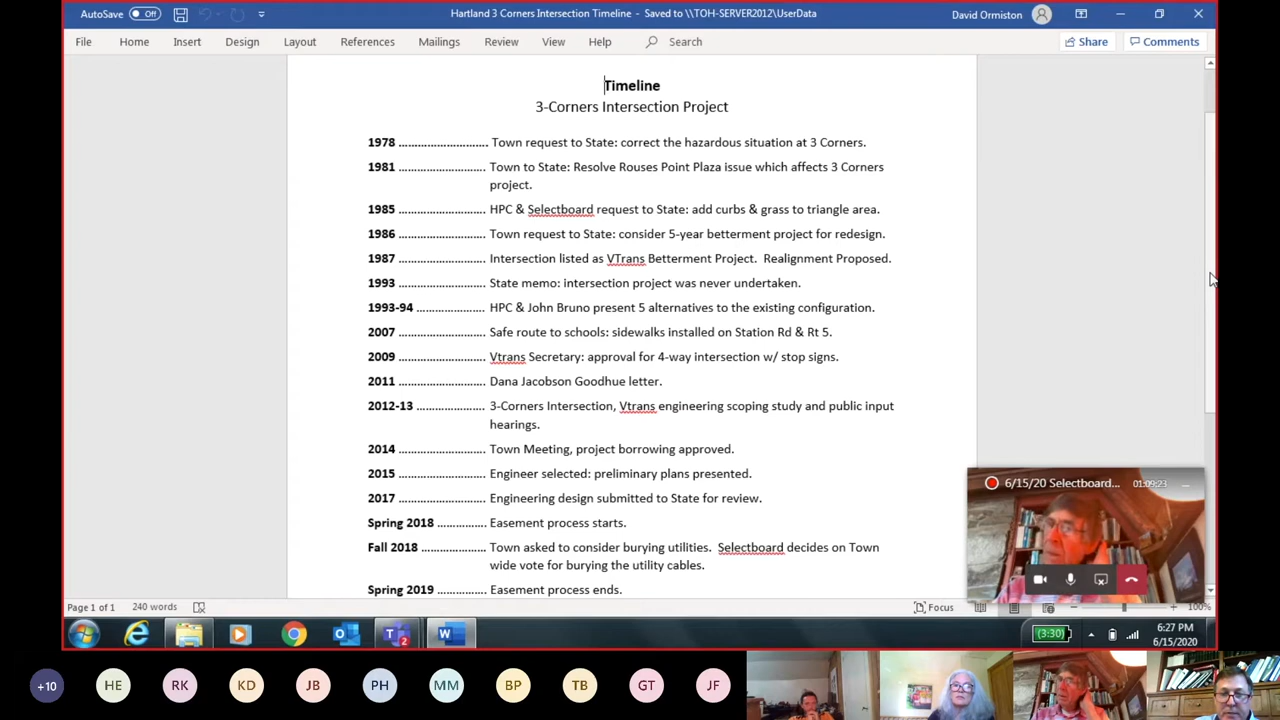 AutoSave Off
Hartland 3 Corners Intersection Timeline - Saved to \\TOH-SERVER2012\UserData
David Ormiston
File Home Insert Design Layout References Mailings Review View Help Search Share Comments
Timeline
3-Corners Intersection Project
1978 ............................ Town request to State: correct the hazardous situation at 3 Corners.
1981 ........................... Town to State: Resolve Rouses Point Plaza issue which affects 3 Corners
project.
1985 ........................... HPC & Selectboard request to State: add curbs & grass to triangle area.
1986 ........................... Town request to State: consider 5-year betterment project for redesign.
1987 ........................... Intersection listed as VTrans Betterment Project. Realignment Proposed.
1993 ........................... State memo: intersection project was never undertaken.
1993-94 ..................... HPC & John Bruno present 5 alternatives to the existing configuration.
2007 ........................... Safe route to schools: sidewalks installed on Station Rd & Rt 5.
2009 ........................... Vtrans Secretary: approval for 4-way intersection w/ stop signs.
2011 ........................... Dana Jacobson Goodhue letter.
2012-13 ..................... 3-Corners Intersection, Vtrans engineering scoping study and public input
hearings.
2014 ........................... Town Meeting, project borrowing approved.
2015 ........................... Engineer selected: preliminary plans presented.
2017 ........................... Engineering design submitted to State for review.
Spring 2018 ............... Easement process starts.
Fall 2018 .................... Town asked to consider burying utilities. Selectboard decides on Town
wide vote for burying the utility cables.
Spring 2019 ............... Easement process ends.
6/15/20 Selectboard... 01:09:23
Page 1 of 1 240 words Focus 100%
2 (3:30) 6:27 PM
6/15/2020
+10 HE RK KD JB PH MM BP TB GT JF